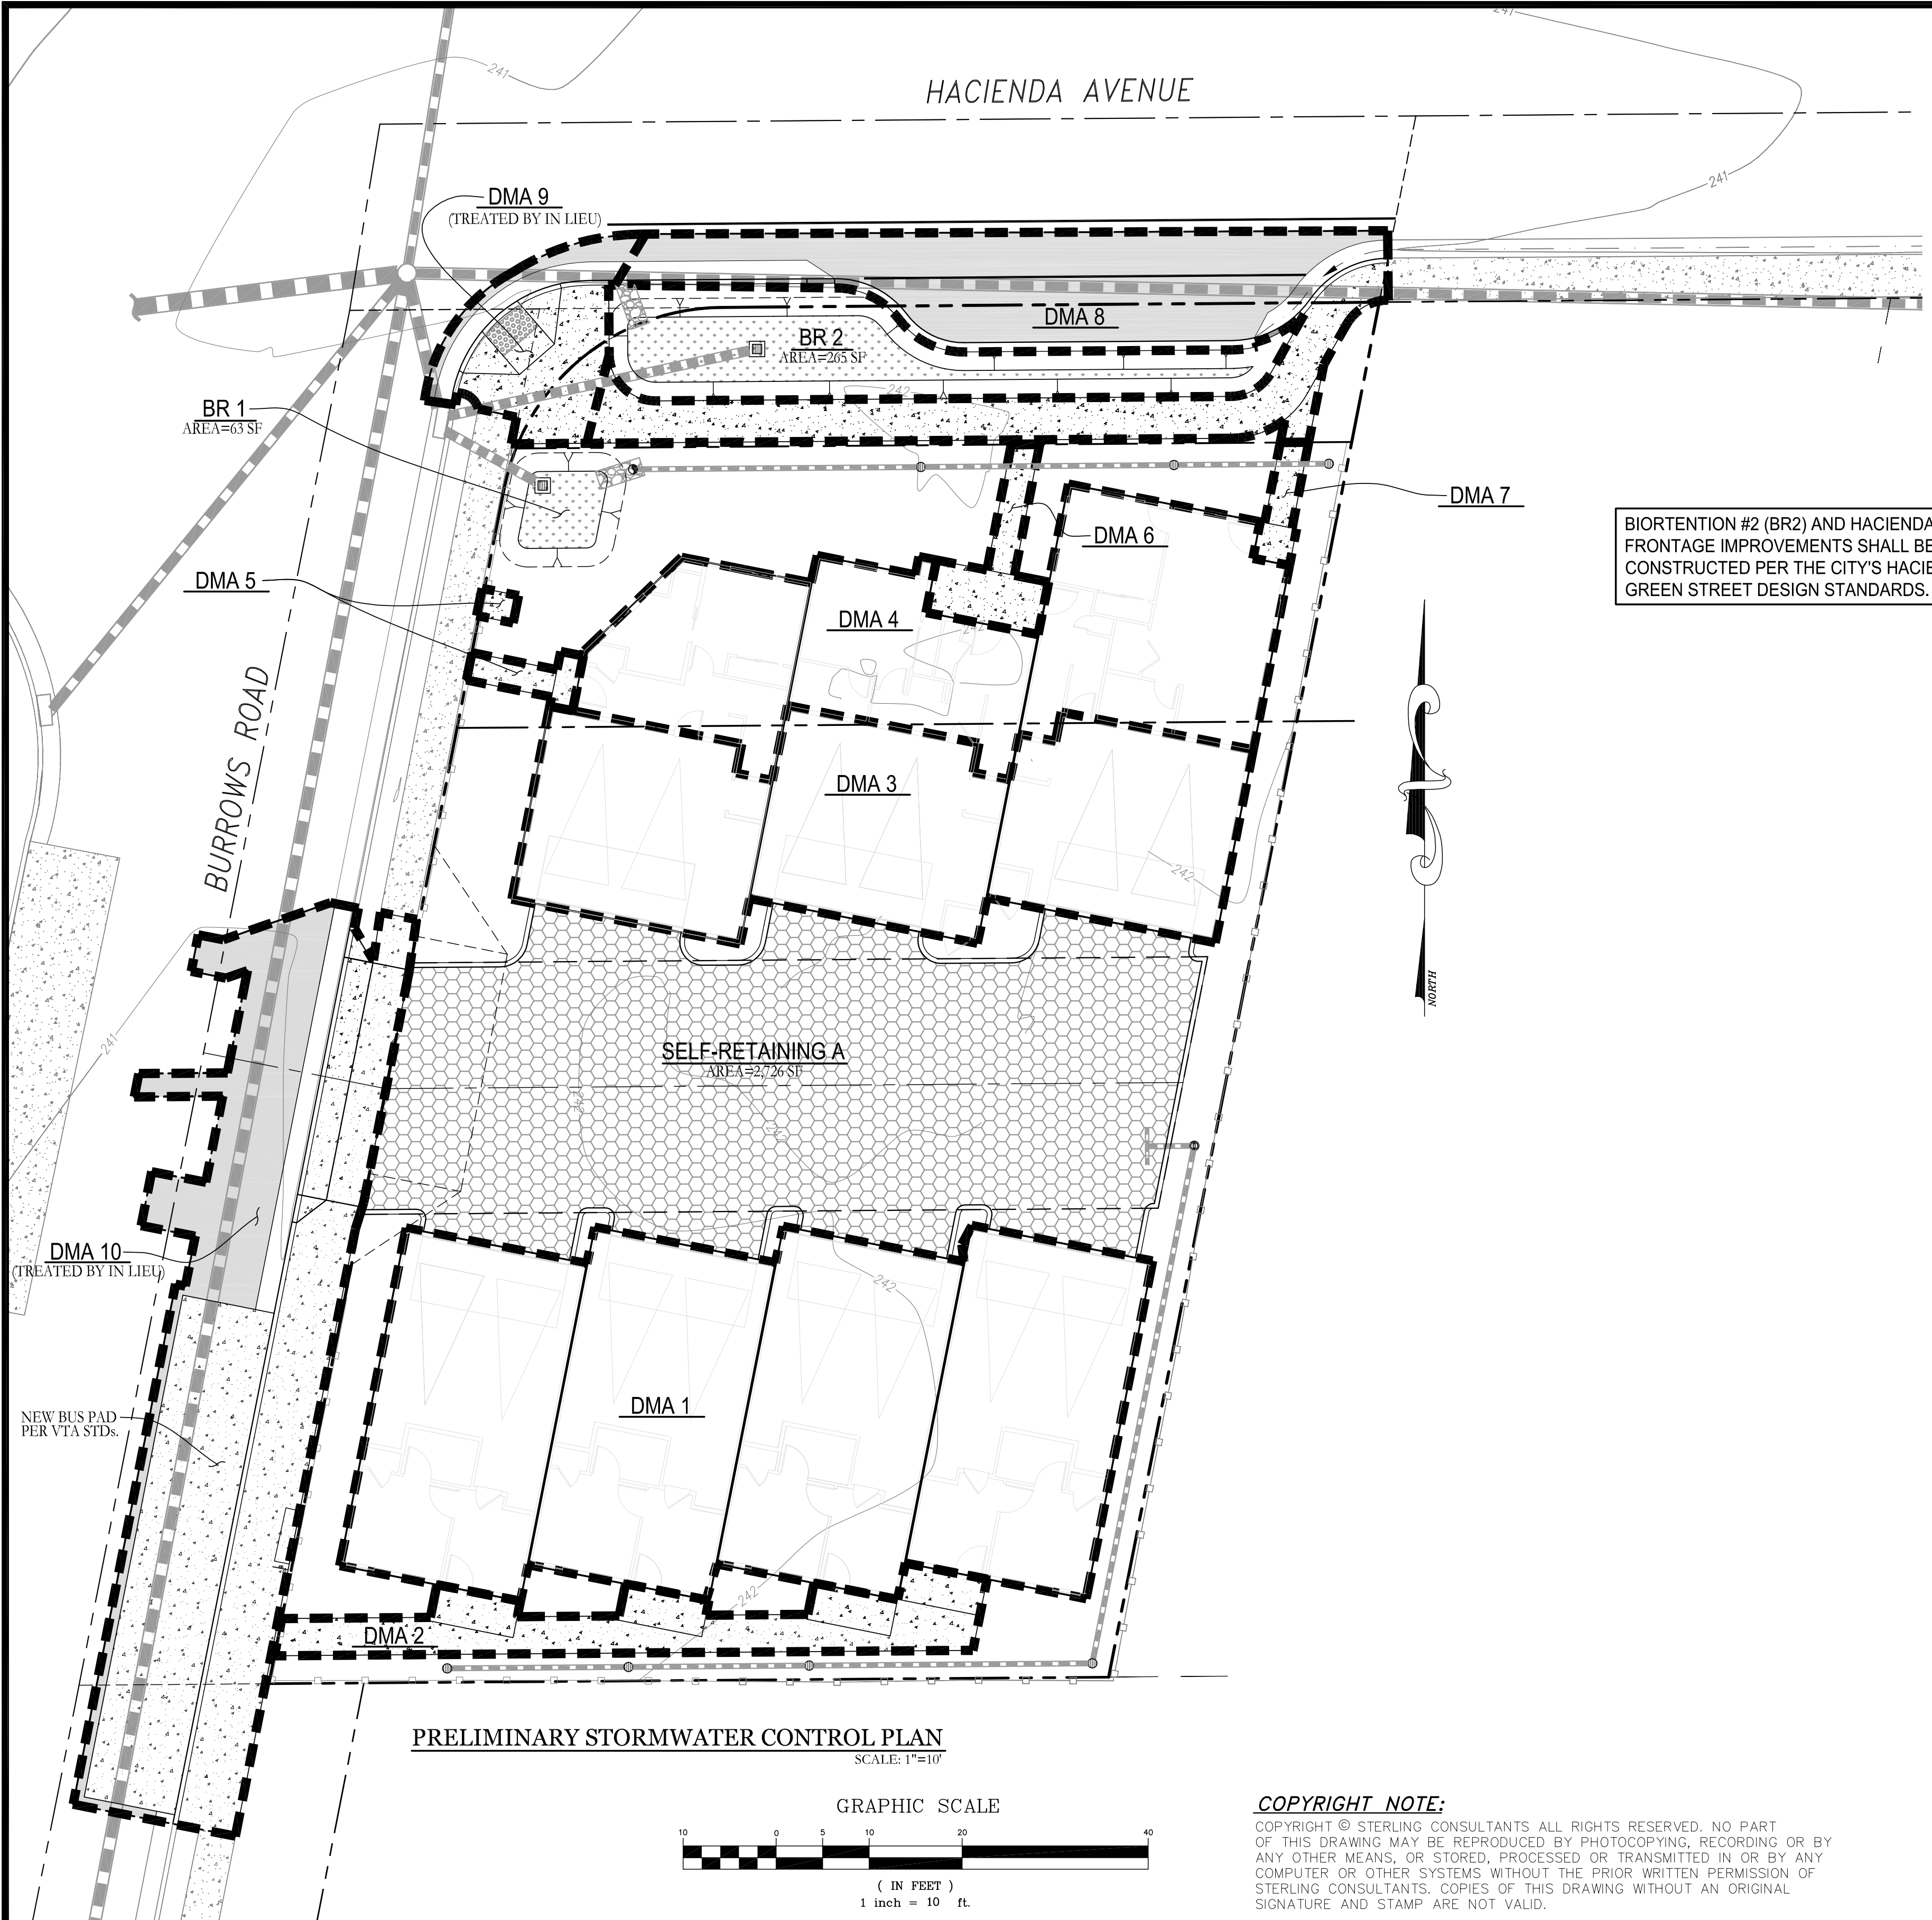 241
241
HACIENDA AVENUE
241
DMA 9
(TREATED BY IN LIEU)
DMA 8
BR 2
AREA=265 SF
242
BR 1
AREA=63 SF
DMA 7
DMA 6
BIORTENTION #2 (BR2) AND HACIENDA
FRONTAGE IMPROVEMENTS SHALL BE
CONSTRUCTED PER THE CITY'S HACIE
GREEN STREET DESIGN STANDARDS.
DMA 5
DMA 4
242
BURROWS ROAD
DMA 3
242
NORTH
241
SELF-RETAINING A
AREA=2,726 SF
242
242
DMA 10
(TREATED BY IN LIEU)
242
DMA 1
NEW BUS PAD
PER VTA STDs.
242
DMA 2
PRELIMINARY STORMWATER CONTROL PLAN
SCALE: 1"=10'
GRAPHIC SCALE
10 0 5 10 20 40
( IN FEET )
1 inch = 10 ft.
COPYRIGHT NOTE:
COPYRIGHT © STERLING CONSULTANTS ALL RIGHTS RESERVED. NO PART
OF THIS DRAWING MAY BE REPRODUCED BY PHOTOCOPYING, RECORDING OR BY
ANY OTHER MEANS, OR STORED, PROCESSED OR TRANSMITTED IN OR BY ANY
COMPUTER OR OTHER SYSTEMS WITHOUT THE PRIOR WRITTEN PERMISSION OF
STERLING CONSULTANTS. COPIES OF THIS DRAWING WITHOUT AN ORIGINAL
SIGNATURE AND STAMP ARE NOT VALID.